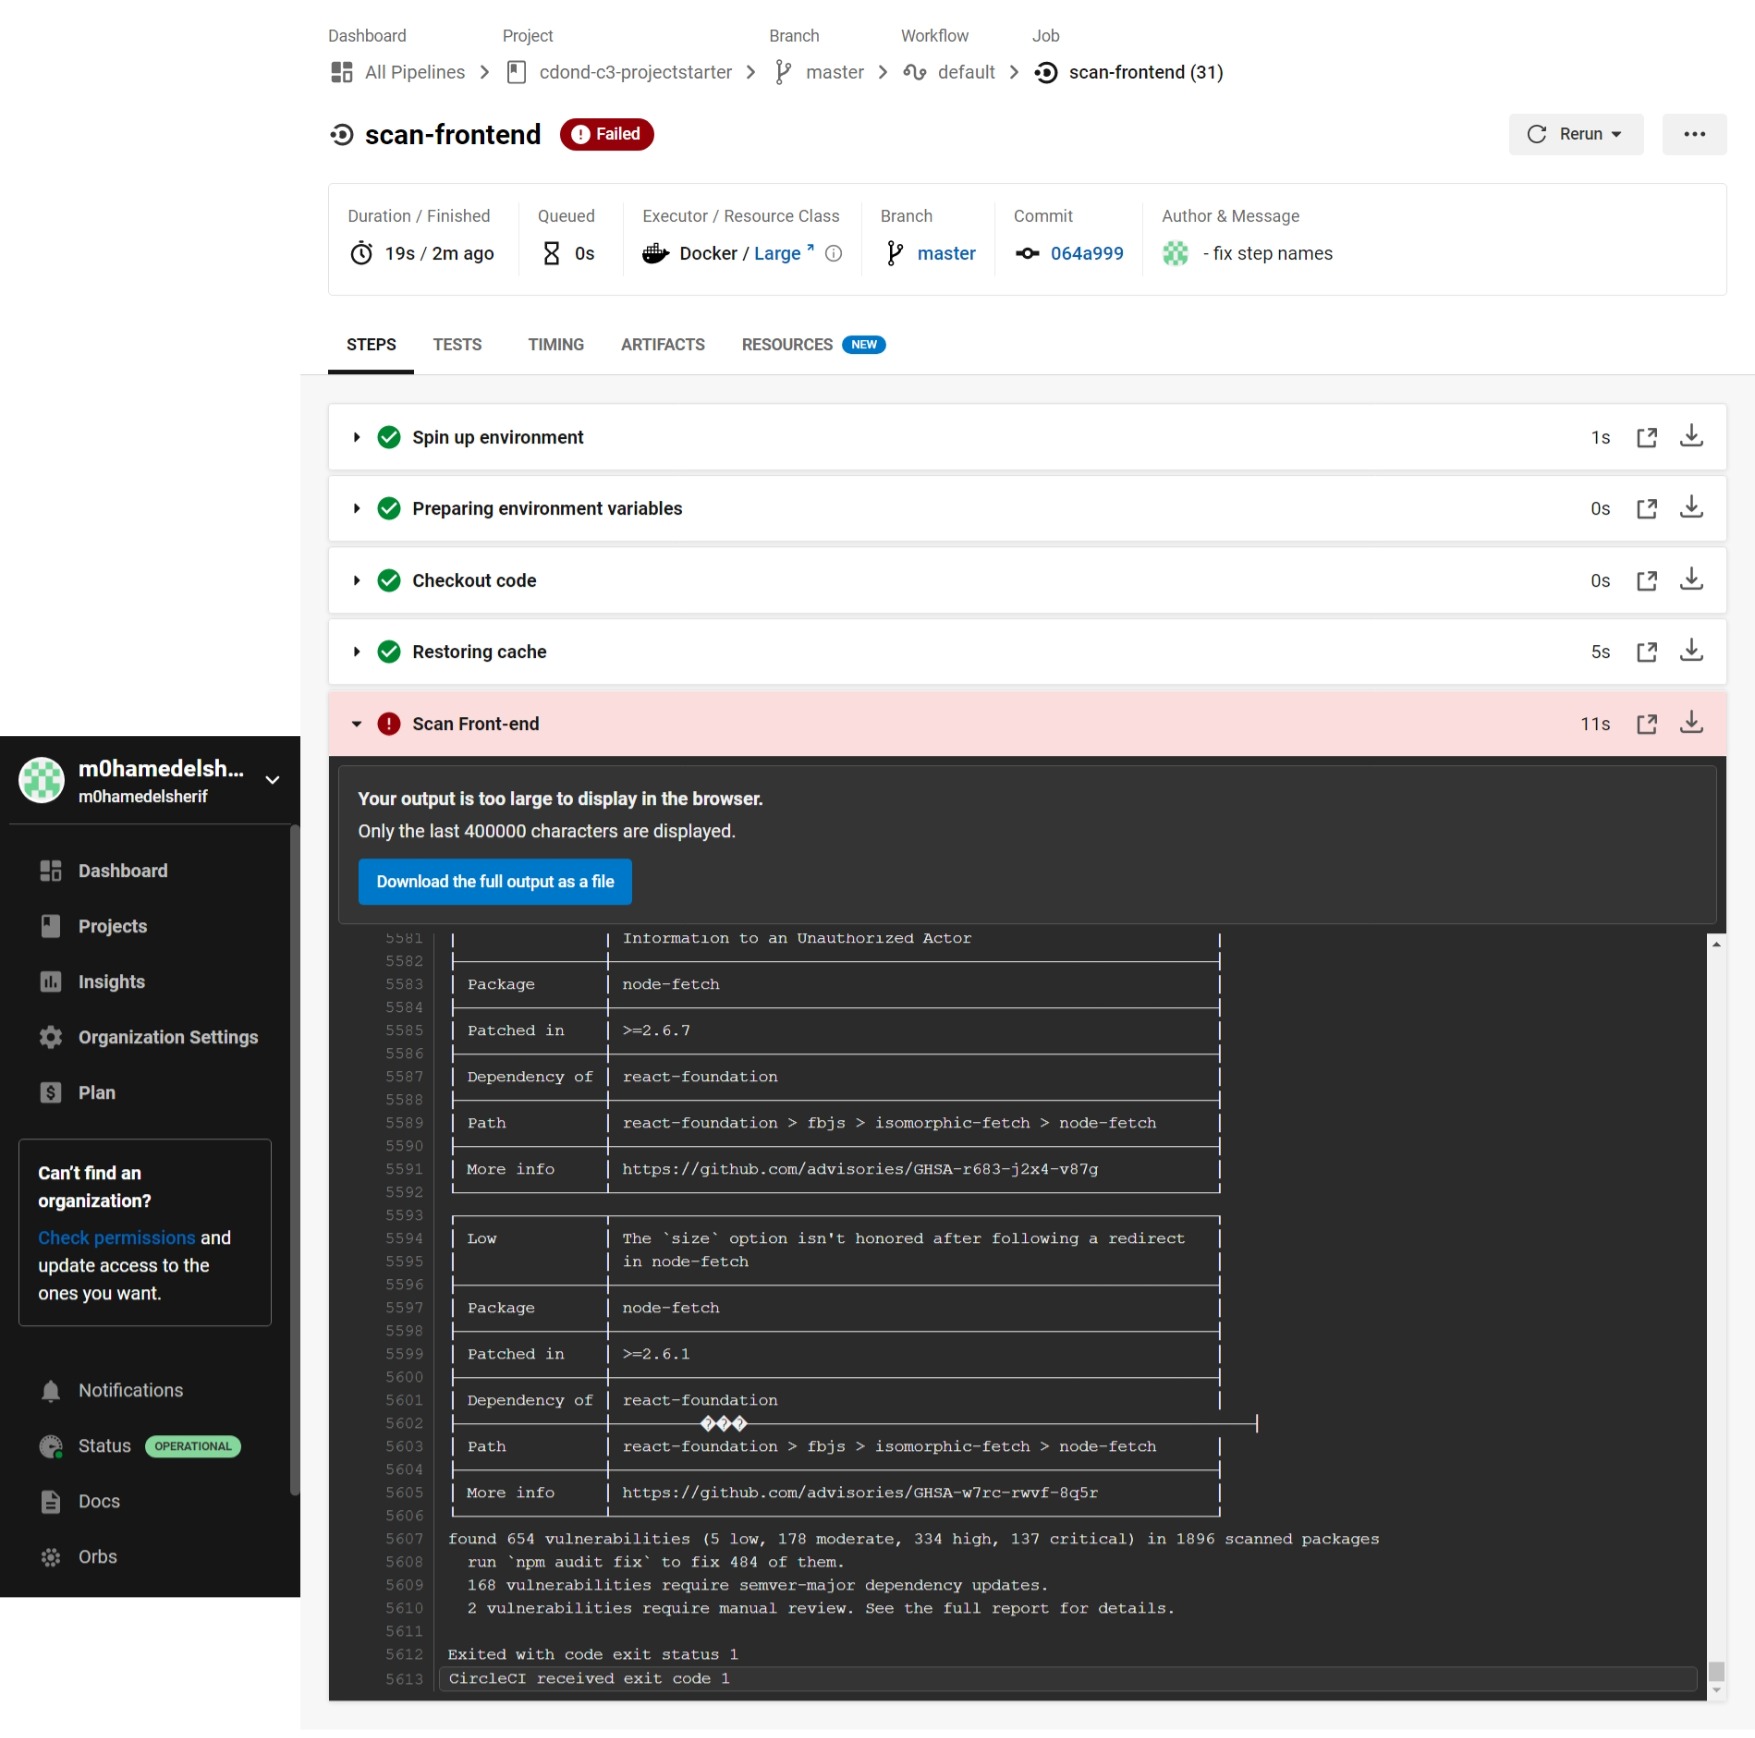 Dashboard Project Branch Workflow Job
All Pipelines cdond-c3-projectstarter master default scan-frontend (31)
scan-frontend Failed
Rerun
Duration / Finished Queued Executor / Resource Class Branch Commit Author & Message
19s / 2m ago 0s Docker / Large master 064a999 - fix step names
STEPS TESTS TIMING ARTIFACTS RESOURCES NEW
Spin up environment 1s
Preparing environment variables 0s
Checkout code 0s
Restoring cache 5s
Scan Front-end 11s
m0hamedelsh...
m0hamedelsherif
Dashboard
Projects
Insights
Organization Settings
Plan
Can't find an
organization?
Check permissions and
update access to the
ones you want.
Notifications
Status OPERATIONAL
Docs
Orbs
Your output is too large to display in the browser.
Only the last 400000 characters are displayed.
Download the full output as a file
5581 Information to an Unauthorized Actor
5582
5583 Package node-fetch
5584
5585 Patched in >=2.6.7
5586
5587 Dependency of react-foundation
5588
5589 Path react-foundation > fbjs > isomorphic-fetch > node-fetch
5590
5591 More info https://github.com/advisories/GHSA-r683-j2x4-v87g
5592
5593
5594 Low The `size` option isn't honored after following a redirect
5595 in node-fetch
5596
5597 Package node-fetch
5598
5599 Patched in >=2.6.1
5600
5601 Dependency of react-foundation
5602 ���
5603 Path react-foundation > fbjs > isomorphic-fetch > node-fetch
5604
5605 More info https://github.com/advisories/GHSA-w7rc-rwvf-8q5r
5606
5607 found 654 vulnerabilities (5 low, 178 moderate, 334 high, 137 critical) in 1896 scanned packages
5608 run `npm audit fix` to fix 484 of them.
5609 168 vulnerabilities require semver-major dependency updates.
5610 2 vulnerabilities require manual review. See the full report for details.
5611
5612 Exited with code exit status 1
5613 CircleCI received exit code 1